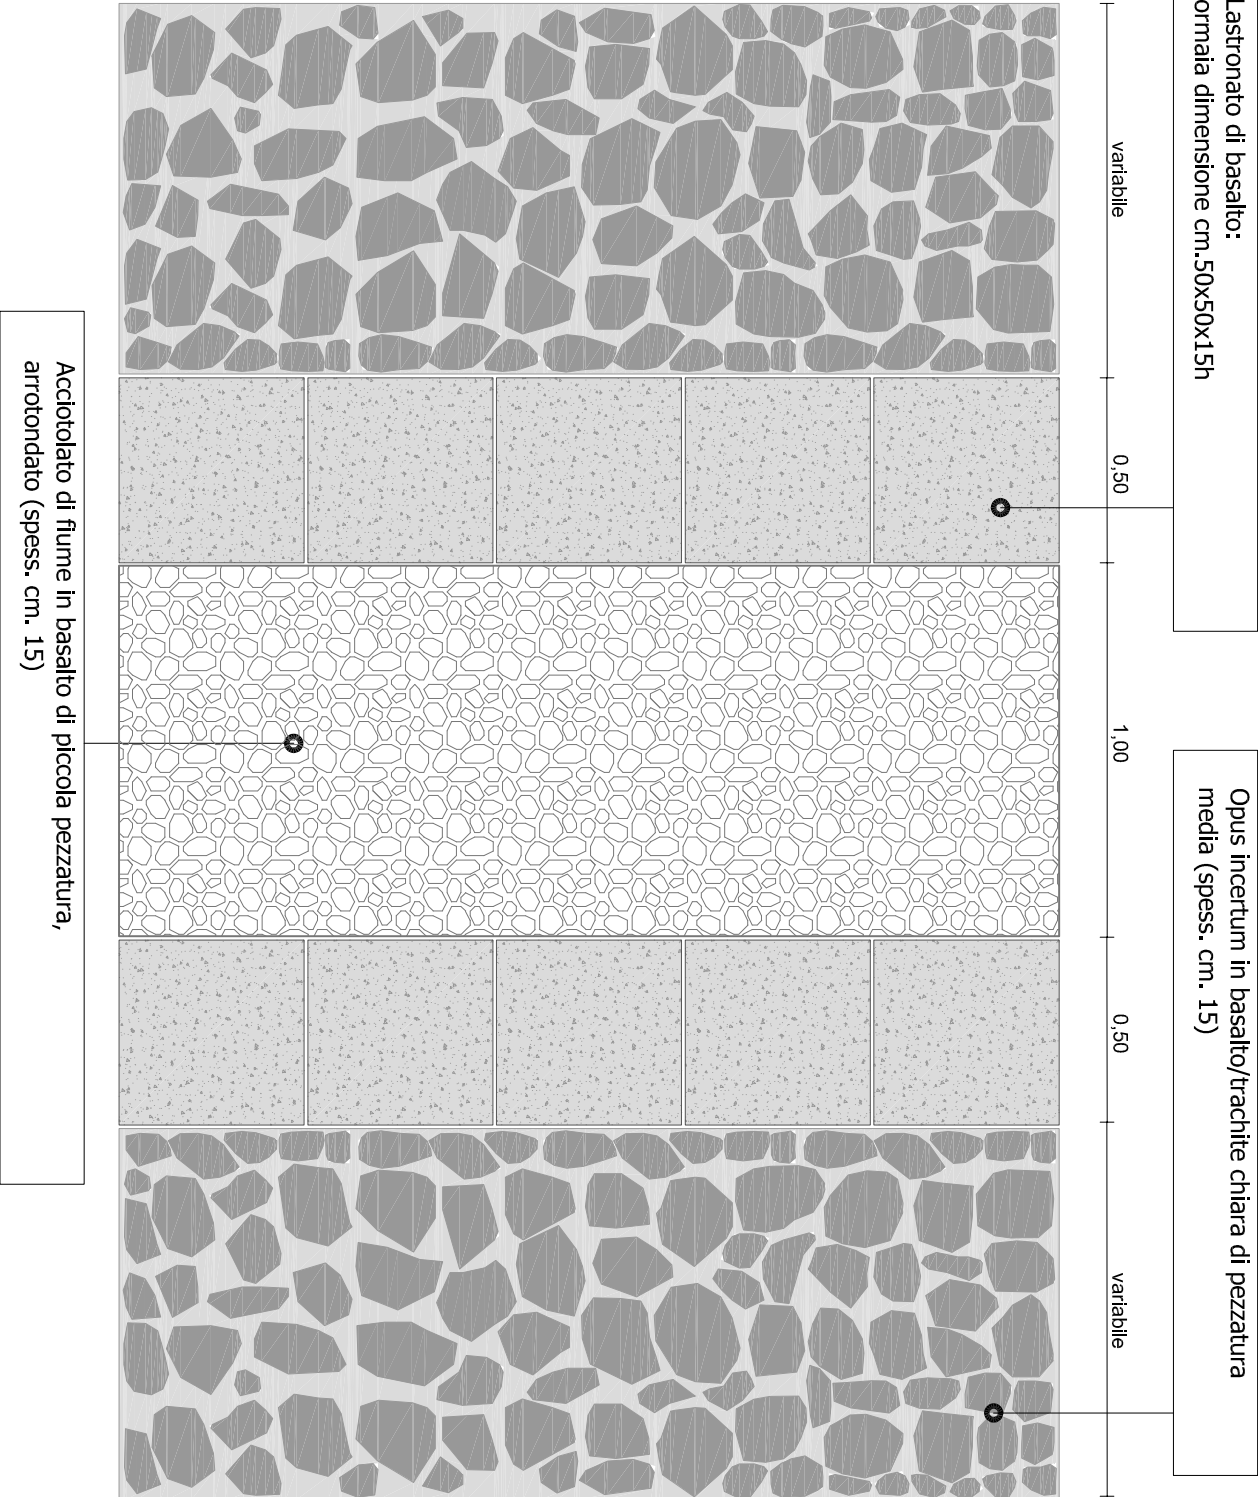 Lastronato di basalto:
ormaia dimensione cm.50x50x15h
Opus incertum in basalto/trachite chiara di pezzatura
media (spess. cm. 15)
variabile
0,50
1,00
0,50
variabile
Acciotolato di fiume in basalto di piccola pezzatura,
arrotondato (spess. cm. 15)